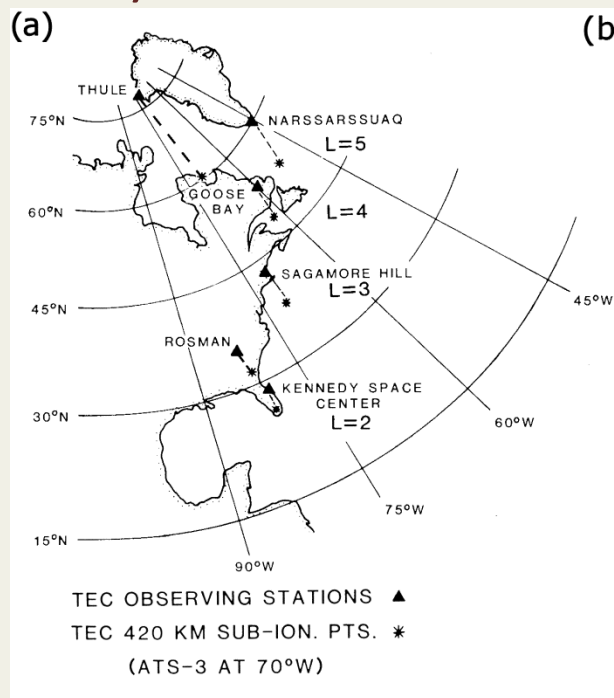 (a)
(b
THULE
75°N
NARSSARSSUAQ
L=5
GOOSE
BAY
60°N
L=4
SAGAMORE HILL
45°N
L=3
45°W
ROSMAN
KENNEDY SPACE
CENTER
30°N
L=2
60°W
75°W
15°N
90°W
TEC OBSERVING STATIONS ▲
TEC 420 KM SUB-ION. PTS. *
(ATS-3 AT 70°W)